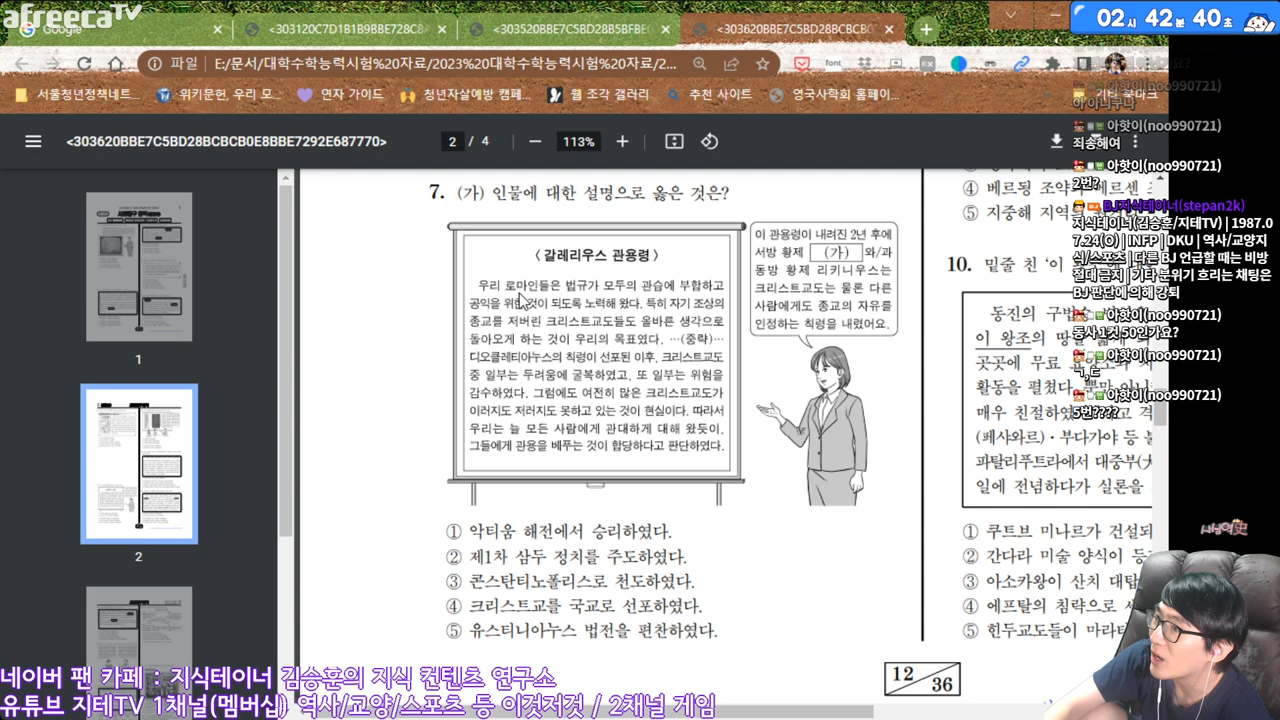 afreecaTV
Google
<303120C7D1B1B9BBE728C8
<303520BBE7C5BD28B5BFBE
<303620BBE7C5BD28BCBCB0
02시 42분 40초
파일
E:/문서/대학수학능력시험%20자료/2023%20대학수학능력시험%20자료/2...
font
서울청년정책네트...
위키문헌, 우리 모...
연자 가이드
청년자살예방 캠페...
웹 조각 갤러리
추천 사이트
영국사학회 홈페이...
기타 북마크
<303620BBE7C5BD28BCBCB0E8BBE7292E687770>
2 / 4
113%
1
2
7. (가) 인물에 대한 설명으로 옳은 것은?
< 갈레리우스 관용령 >
우리 로마인들은 법규가 모두의 관습에 부합하고
공익을 위한 것이 되도록 노력해 왔다. 특히 자기 조상의
종교를 저버린 크리스트교도들도 올바른 생각으로
돌아오게 하는 것이 우리의 목표였다. …(중략)…
디오클레티아누스의 칙령이 선포된 이후, 크리스트교도
중 일부는 두려움에 굴복하였고, 또 일부는 위험을
감수하였다. 그럼에도 여전히 많은 크리스트교도가
이러지도 저러지도 못하고 있는 것이 현실이다. 따라서
우리는 늘 모든 사람에게 관대하게 대해 왔듯이,
그들에게 관용을 베푸는 것이 합당하다고 판단하였다.
이 관용령이 내려진 2년 후에
서방 황제 (가) 와/과
동방 황제 리키니우스는
크리스트교도는 물론 다른
사람에게도 종교의 자유를
인정하는 칙령을 내렸어요.
① 악티움 해전에서 승리하였다.
② 제1차 삼두 정치를 주도하였다.
③ 콘스탄티노폴리스로 천도하였다.
④ 크리스트교를 국교로 선포하였다.
⑤ 유스티니아누스 법전을 편찬하였다.
④ 베르됭 조약과 메르센 조
⑤ 지중해 지역
10. 밑줄 친 '이
동진의 구법
이 왕조의 땅을
곳곳에 무료
활동을 펼쳤다.
매우 친절하였
(페샤와르)·부다가야 등 불
파탈리푸트라에서 대중부(大
일에 전념하다가 실론을
① 쿠트브 미나르가 건설되
② 간다라 미술 양식이 등
③ 아소카왕이 산치 대탑
④ 에프탈의 침략으로 세
⑤ 힌두교도들이 마라타
12
36
아핫이(noo990721)
아 아니구나
아핫이(noo990721)
죄송해여
아핫이(noo990721)
2번?
BJ지식테이너(stepan2k)
지식테이너(김승훈/지테TV) | 1987.0
7.24(O) | INFP | DKU | 역사/교양지
식/스포츠 | 다른 BJ 언급할 때는 비방
절대 금지 | 기타 분위기 흐리는 채팅은
BJ 판단에 의해 강퇴
아핫이(noo990721)
동사 1컷 50인가요?
아핫이(noo990721)
ㄱ,ㄷ
아핫이(noo990721)
5번????
네이버 팬 카페 : 지식테이너 김승훈의 지식 컨텐츠 연구소
유튜브 지테TV 1채널(멤버십) 역사/교양/스포츠 등 이것저것 / 2채널 게임